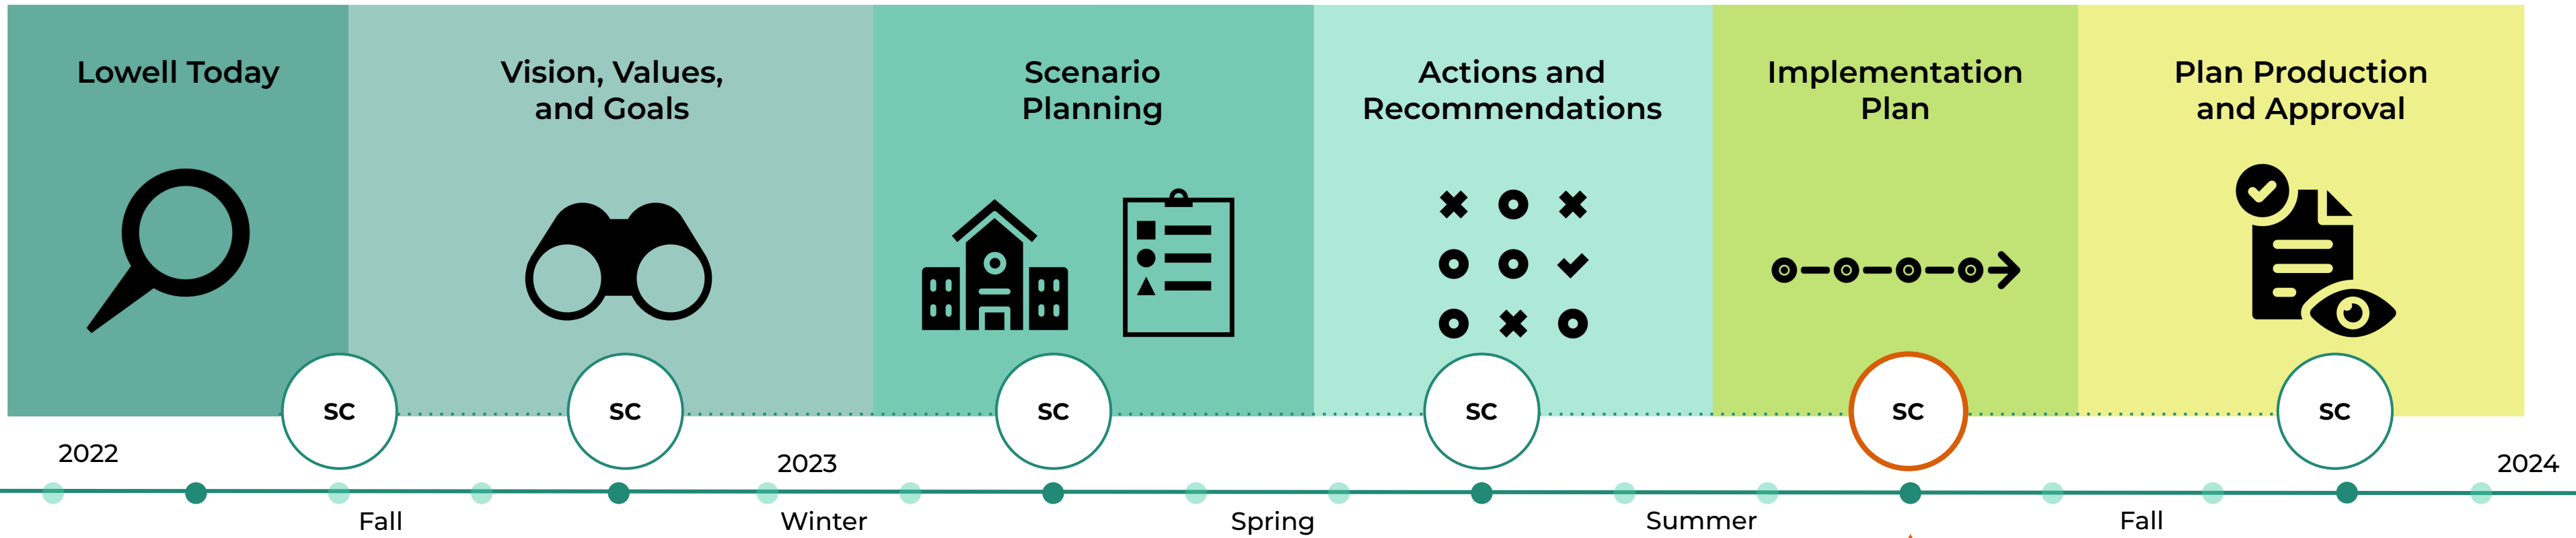 Lowell Today
Vision, Values,
and Goals
Scenario
Planning
Actions and
Recommendations
Implementation
Plan
Plan Production
and Approval
SC
SC
SC
SC
SC
SC
2022
2023
2024
Fall
Winter
Spring
Summer
Fall